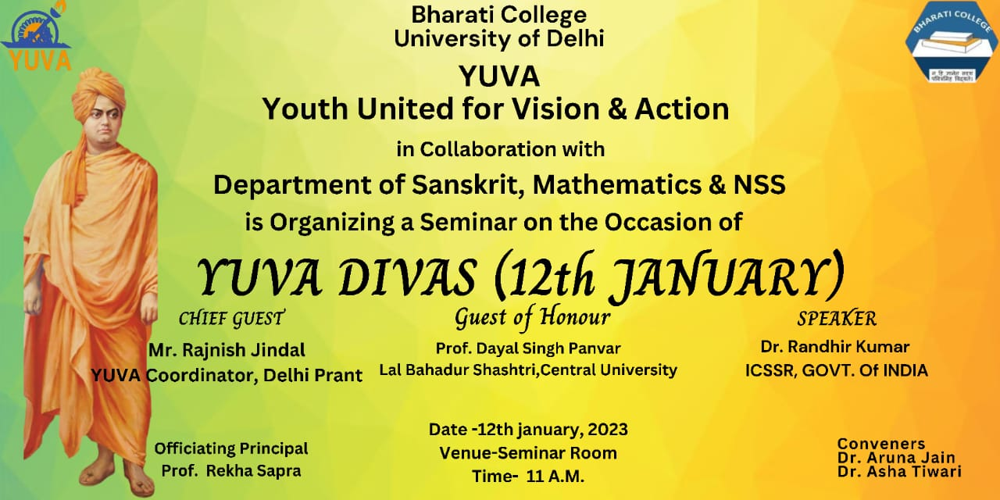 YUVA
BHARATI COLLEGE
न हि ज्ञानेन सदृशं
पवित्रमिह विद्यते।
Bharati College
University of Delhi
YUVA
Youth United for Vision & Action
in Collaboration with
Department of Sanskrit, Mathematics & NSS
is Organizing a Seminar on the Occasion of
YUVA DIVAS (12th JANUARY)
CHIEF GUEST
Mr. Rajnish Jindal
YUVA Coordinator, Delhi Prant
Guest of Honour
Prof. Dayal Singh Panvar
Lal Bahadur Shashtri,Central University
SPEAKER
Dr. Randhir Kumar
ICSSR, GOVT. Of INDIA
Officiating Principal
Prof. Rekha Sapra
Date -12th january, 2023
Venue-Seminar Room
Time- 11 A.M.
Conveners
Dr. Aruna Jain
Dr. Asha Tiwari